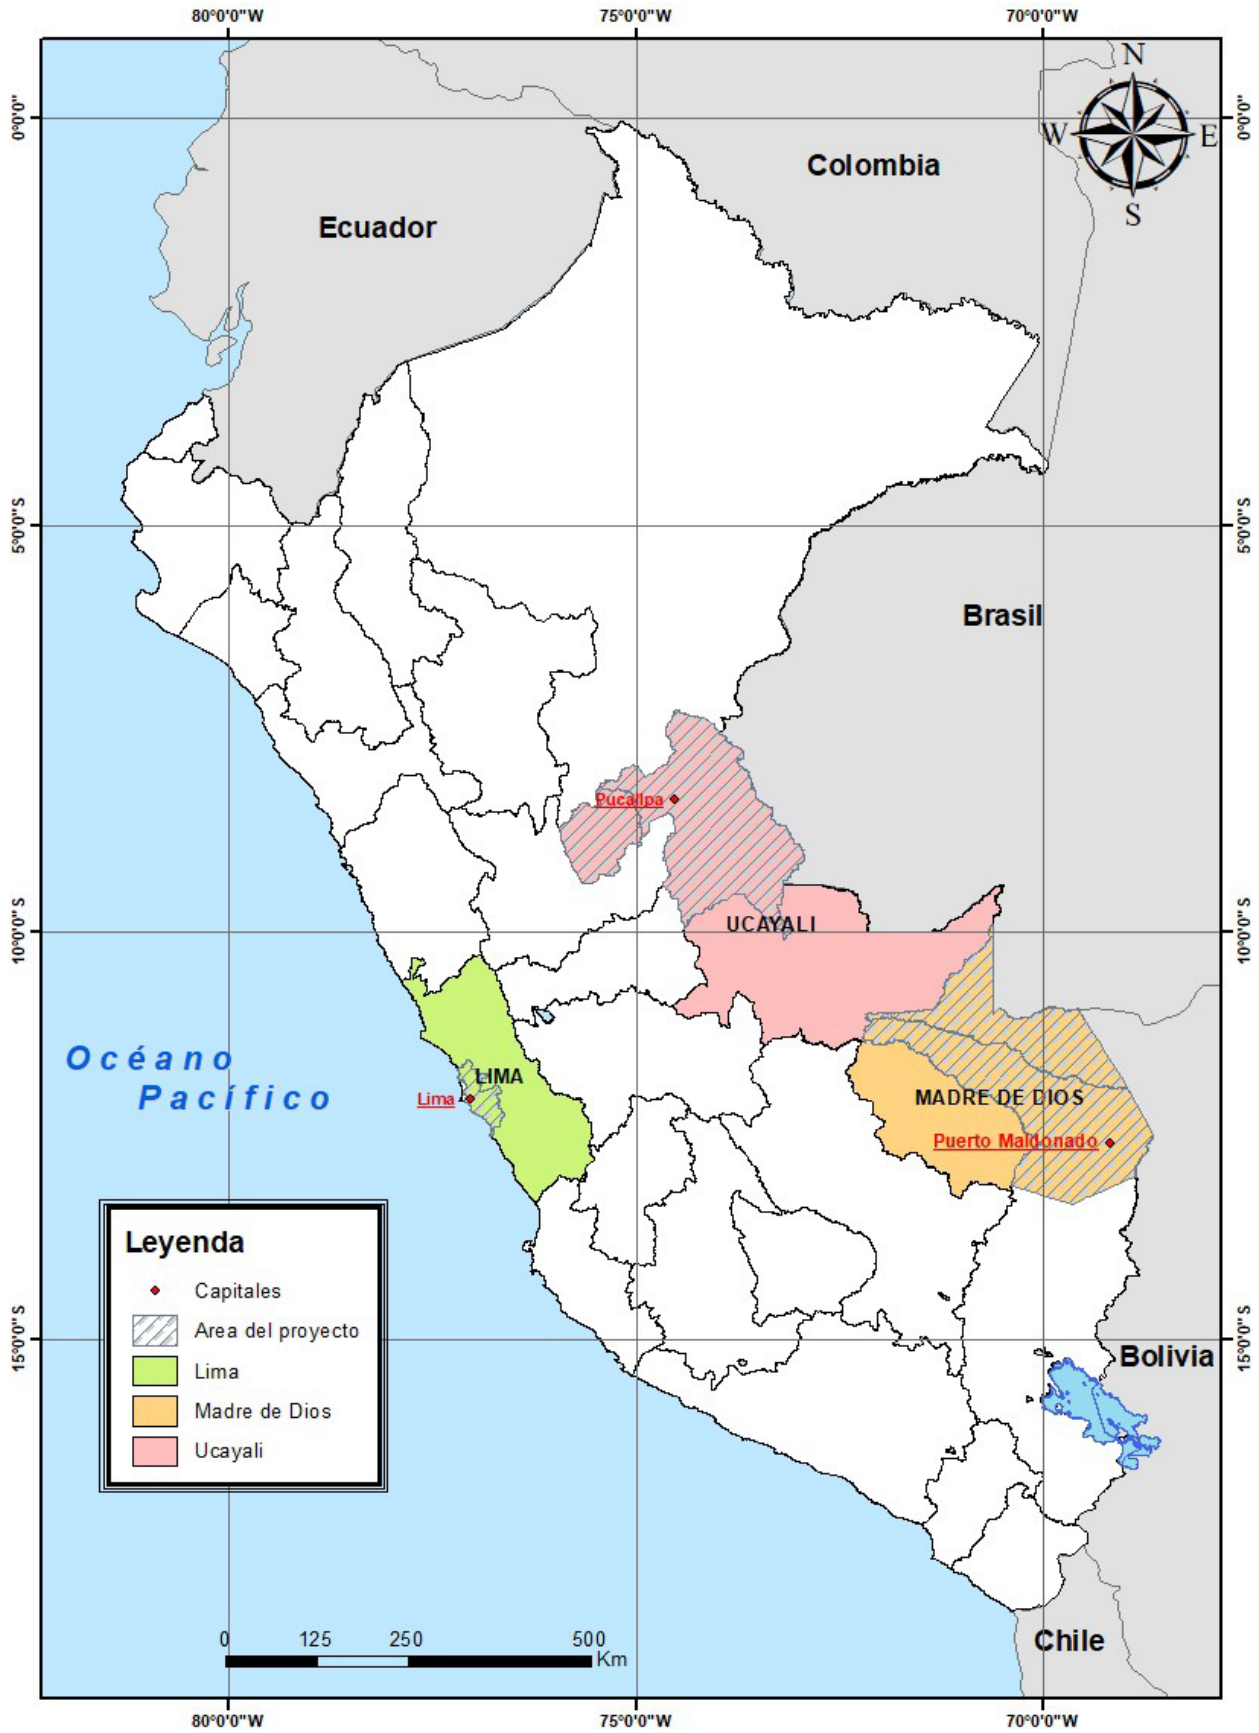 80°0'0"W
75°0'0"W
70°0'0"W
N
W
E
S
0°0'0"
0°0'0"
Colombia
Ecuador
5°0'0"S
5°0'0"S
Brasil
Pucallpa
UCAYALI
10°0'0"S
10°0'0"S
Océano
Pacífico
LIMA
Lima
MADRE DE DIOS
Puerto Maldonado
Leyenda
Capitales
Area del proyecto
Lima
Madre de Dios
Ucayali
15°0'0"S
15°0'0"S
Bolivia
0 125 250 500
Km
Chile
80°0'0"W
75°0'0"W
70°0'0"W